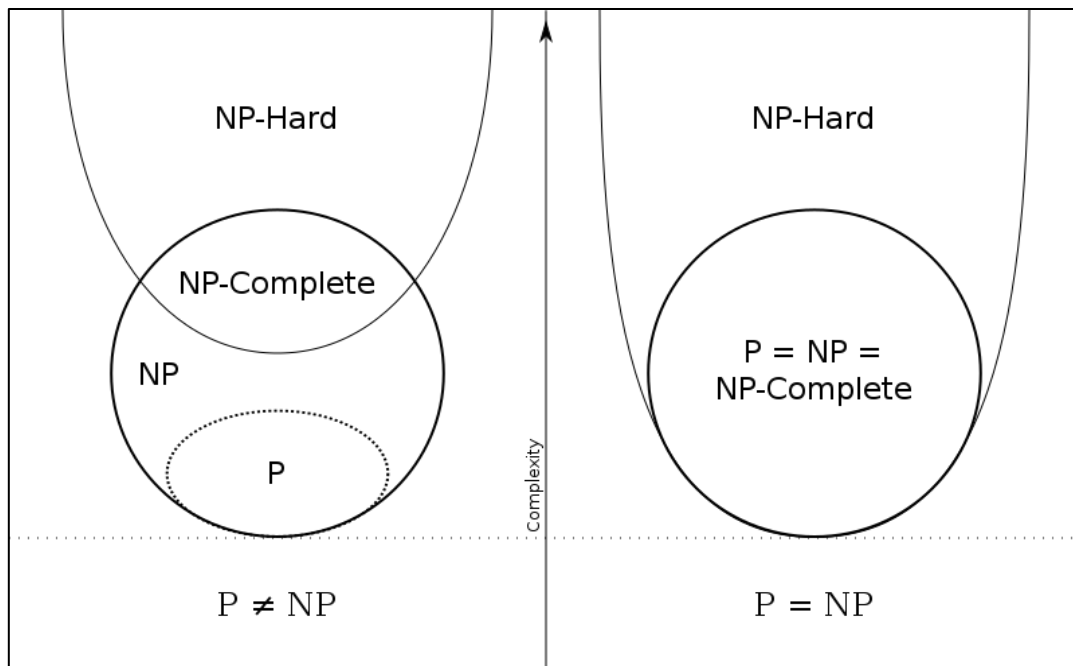 NP-Hard
NP-Complete
NP
P
P ≠ NP
Complexity
NP-Hard
P = NP =
NP-Complete
P = NP